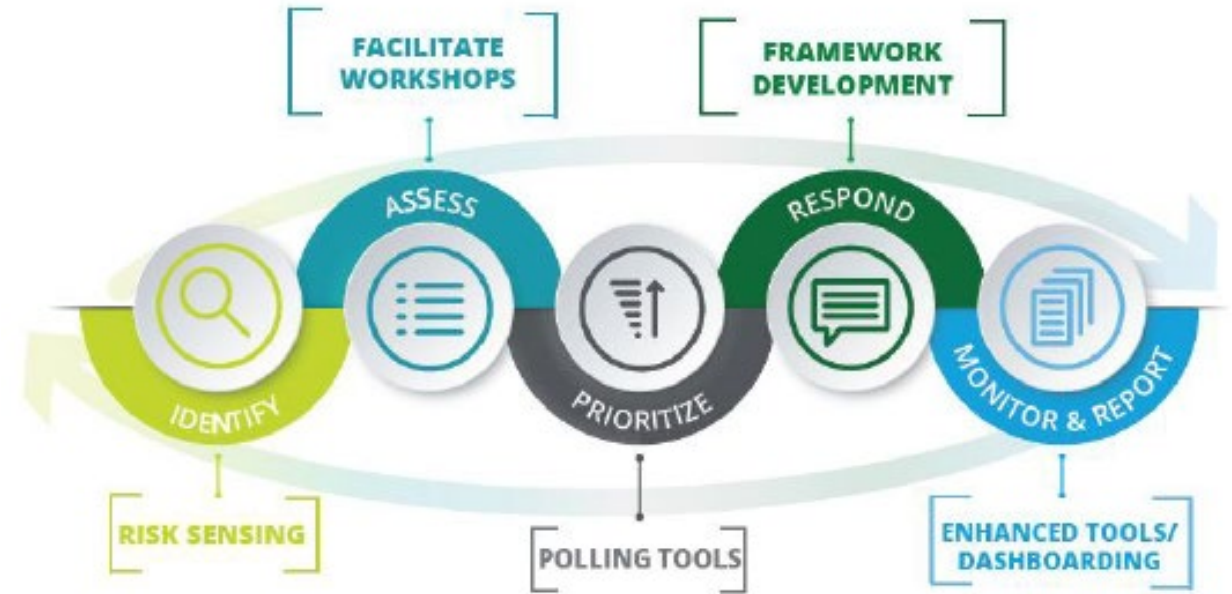 FACILITATE
WORKSHOPS
FRAMEWORK
DEVELOPMENT
ASSESS
RESPOND
IDENTIFY
PRIORITIZE
MONITOR & REPORT
RISK SENSING
POLLING TOOLS
ENHANCED TOOLS/
DASHBOARDING